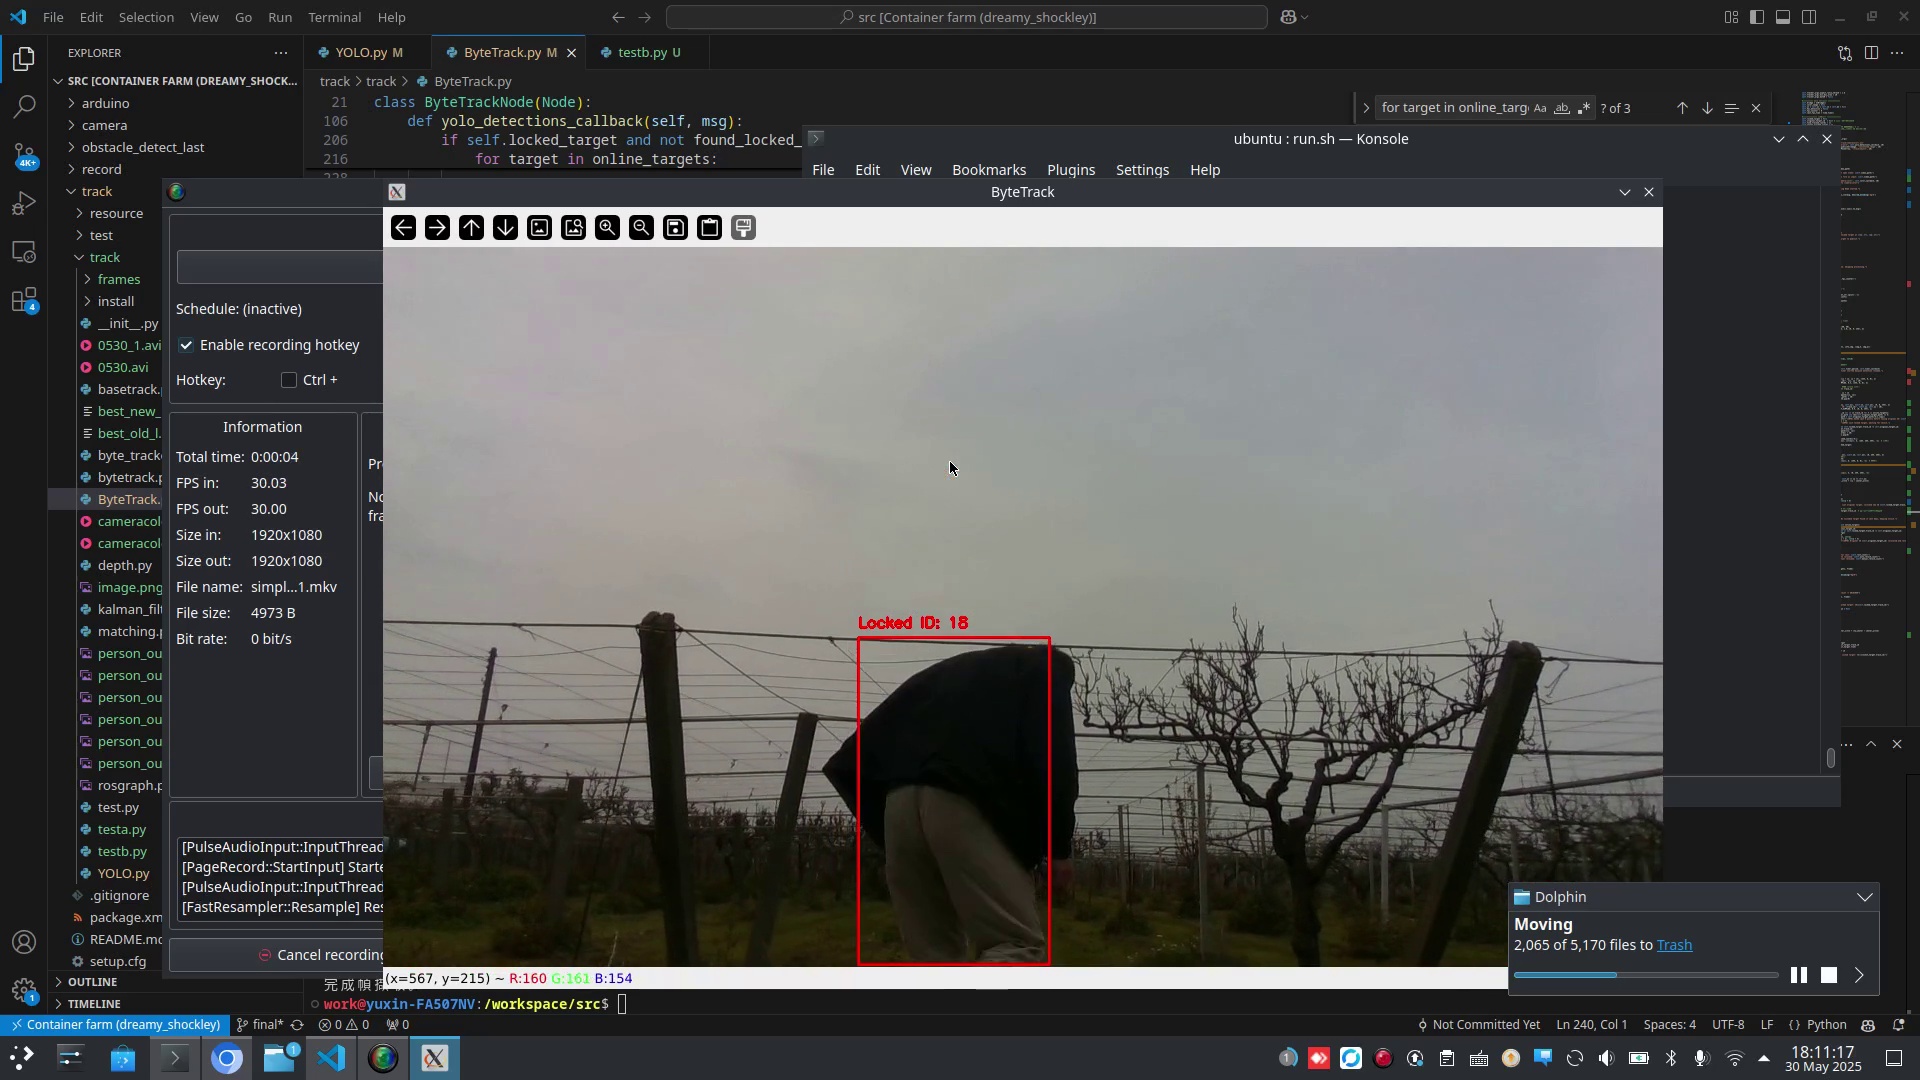 File Edit Selection View Go Run Terminal Help
src [Container farm (dreamy_shockley)]
EXPLORER
YOLO.py M
ByteTrack.py M
testb.py U
SRC [CONTAINER FARM (DREAMY_SHOCK...
track > track > ByteTrack.py
arduino
camera
obstacle_detect_last
record
track
resource
test
track
frames
install
__init__.py
0530_1.avi
0530.avi
basetrack.
best_new_
best_old_l.
byte_track
bytetrack.p
ByteTrack.
cameracol
cameracol
depth.py
image.png
kalman_filt
matching.p
person_ou
person_ou
person_ou
person_ou
person_ou
person_ou
rosgraph.p
test.py
testa.py
testb.py
YOLO.py
.gitignore
package.xm
README.md
setup.cfg
OUTLINE
TIMELINE
4K+
4
1
21 class ByteTrackNode(Node):
106 def yolo_detections_callback(self, msg):
206 if self.locked_target and not found_locked_
216 for target in online_targets:
for target in online_targ
Aa ab
? of 3
ubuntu : run.sh — Konsole
File Edit View Bookmarks Plugins Settings Help
ByteTrack
Schedule: (inactive)
Enable recording hotkey
Hotkey: Ctrl +
Information
Total time: 0:00:04
FPS in: 30.03
FPS out: 30.00
Size in: 1920x1080
Size out: 1920x1080
File name: simpl...1.mkv
File size: 4973 B
Bit rate: 0 bit/s
Pr
No
fra
[PulseAudioInput::InputThread
[PageRecord::StartInput] Starte
[PulseAudioInput::InputThread
[FastResampler::Resample] Res
Cancel recording
Locked ID: 18
(x=567, y=215) ~ R:160 G:161 B:154
work@yuxin-FA507NV:/workspace/src$
Dolphin
Moving
2,065 of 5,170 files to Trash
Container farm (dreamy_shockley) final* 0 0 0
Not Committed Yet Ln 240, Col 1 Spaces: 4 UTF-8 LF {} Python
1
1
18:11:17
30 May 2025